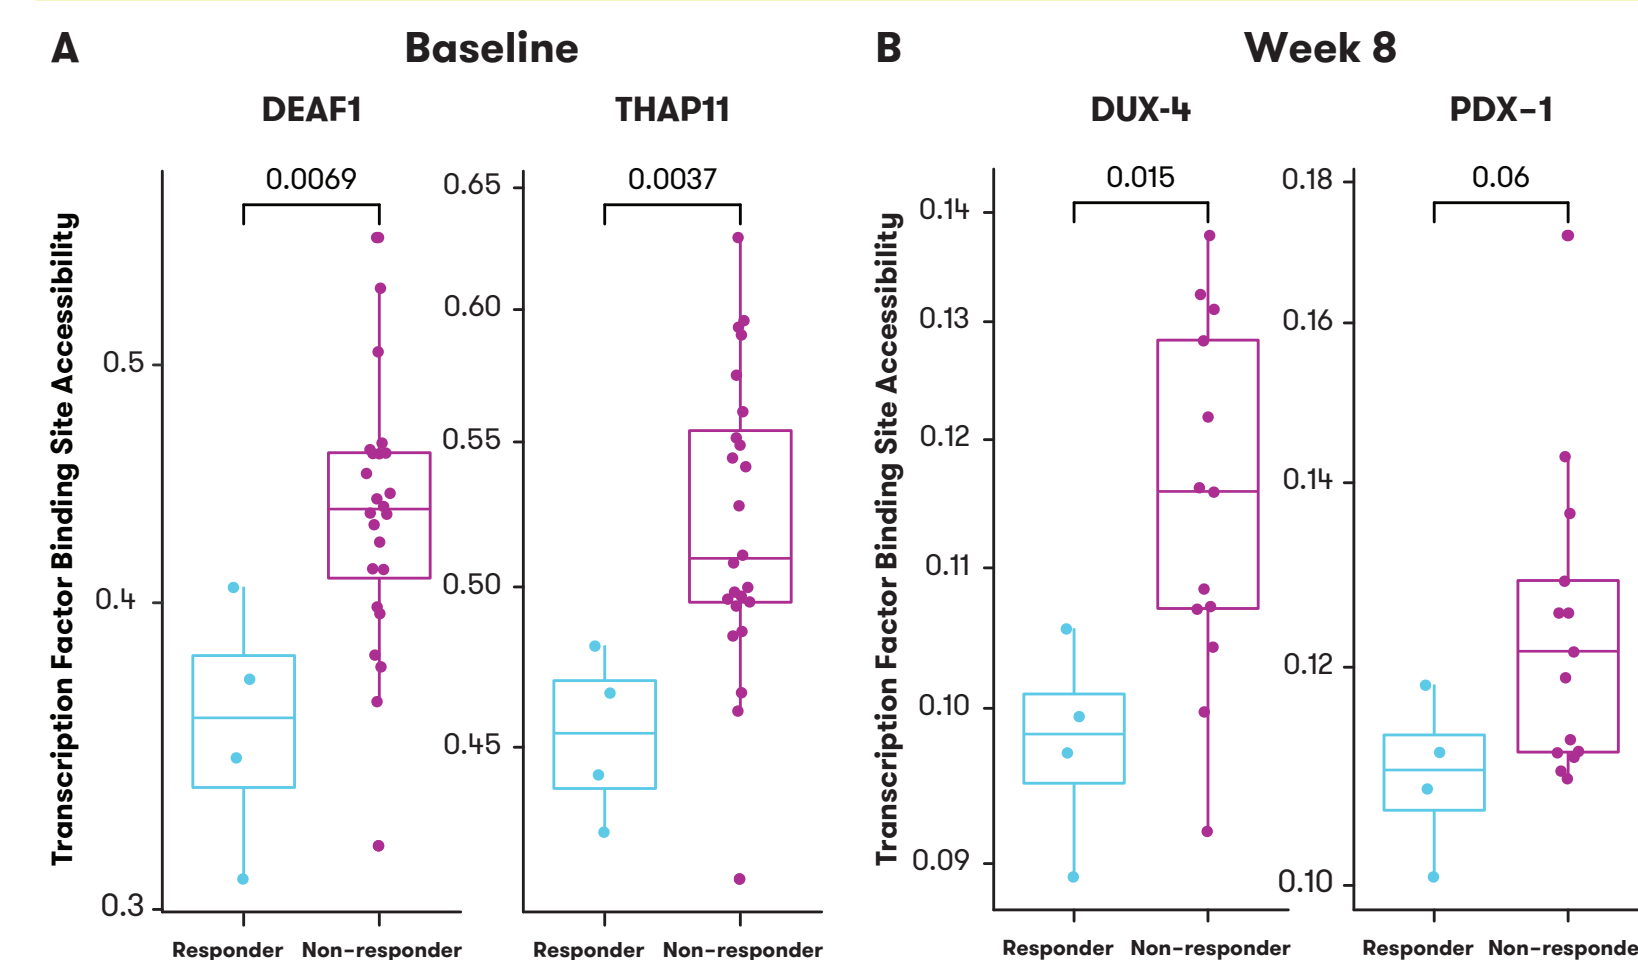 A
Baseline
DEAF1
THAP11
Transcription Factor Binding Site Accessibility
0.0069
0.5
0.4
0.3
Responder
Non-responder
0.0037
0.65
0.60
0.55
0.50
0.45
Responder
Non-responder
B
Week 8
DUX-4
PDX-1
Transcription Factor Binding Site Accessibility
0.015
0.14
0.13
0.12
0.11
0.10
0.09
Responder
Non-responder
0.06
0.18
0.16
0.14
0.12
0.10
Responder
Non-responde